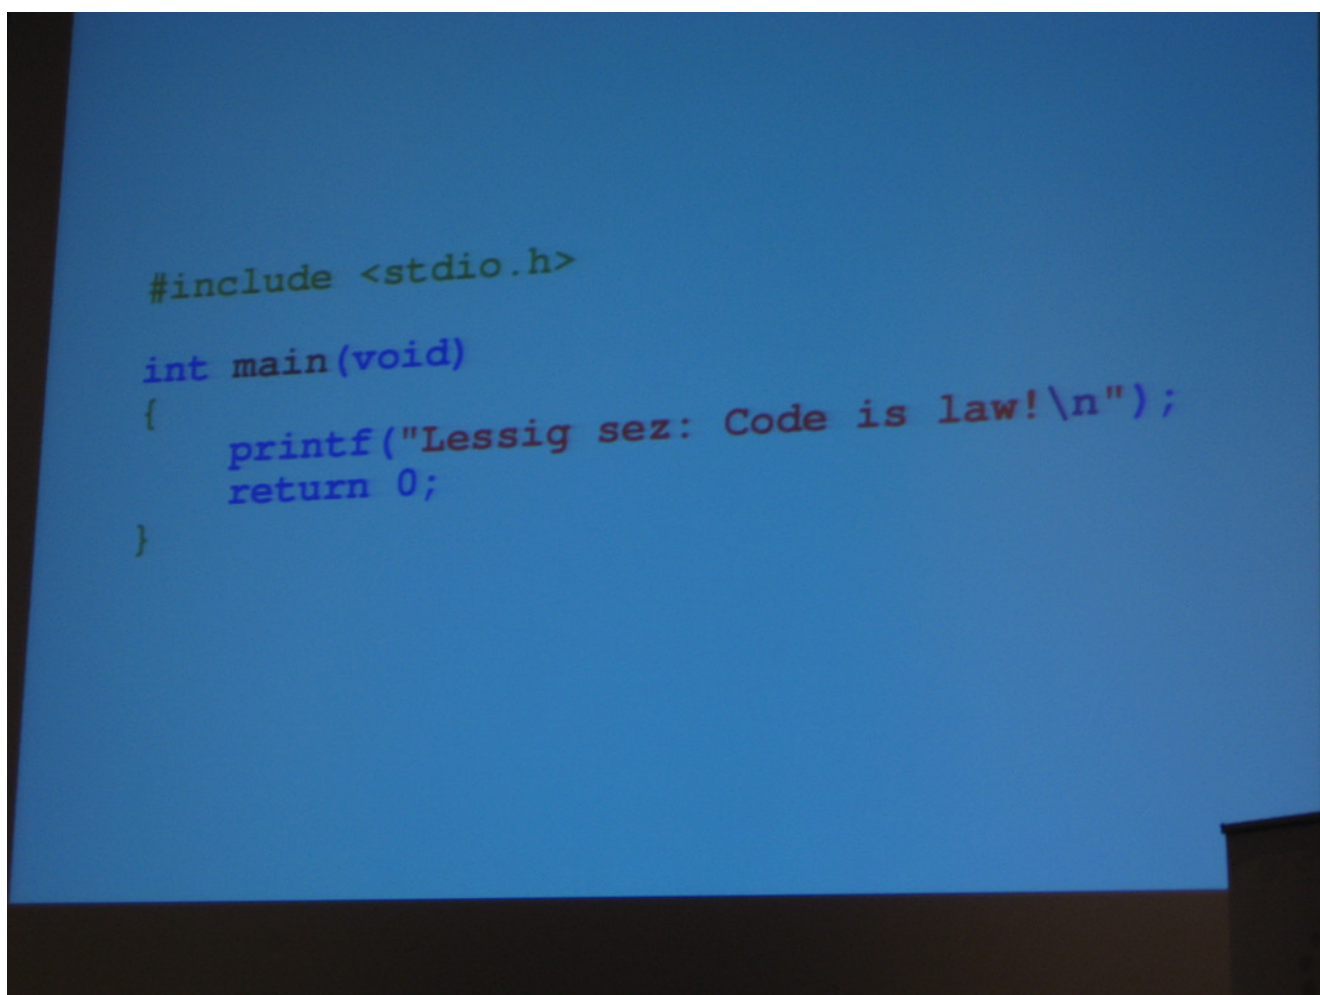 #include <stdio.h>
int main(void)
{
printf("Lessig sez: Code is law!\n");
return 0;
}